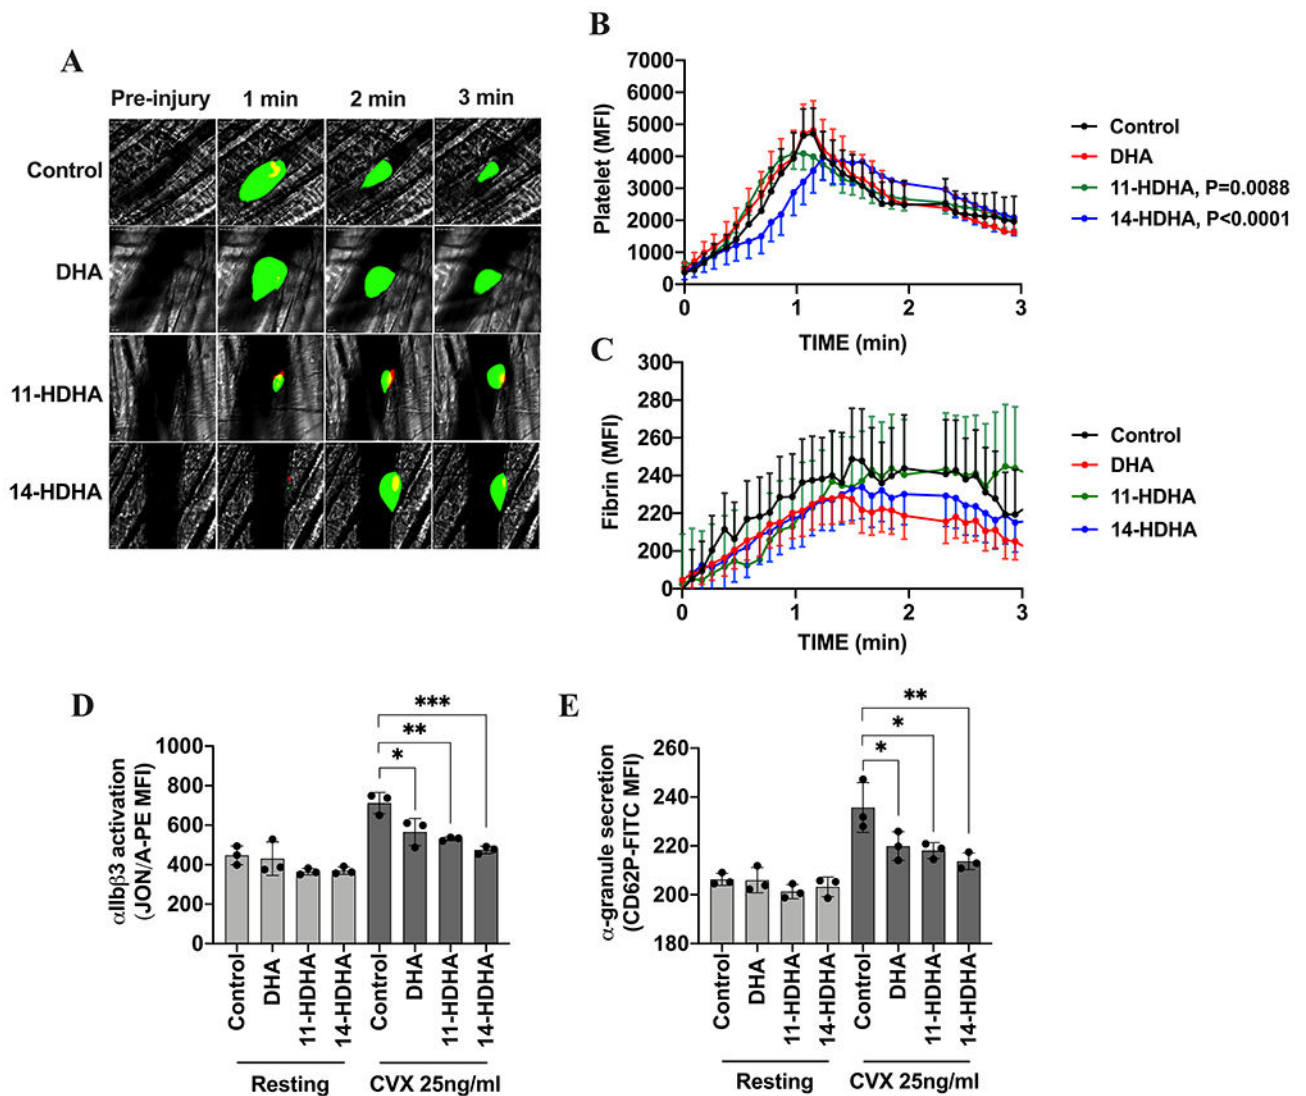 A
Pre-injury 1 min 2 min 3 min
Control
DHA
11-HDHA
14-HDHA
B
Platelet (MFI)
7000
6000
5000
4000
3000
2000
1000
0
0 1 2 3
TIME (min)
Control
DHA
11-HDHA, P=0.0088
14-HDHA, P<0.0001
C
Fibrin (MFI)
300
280
260
240
220
200
0
0 1 2 3
TIME (min)
Control
DHA
11-HDHA
14-HDHA
D
αIIbβ3 activation
(JON/A-PE MFI)
1000
800
600
400
200
0
***
**
*
Control DHA 11-HDHA 14-HDHA Control DHA 11-HDHA 14-HDHA
Resting CVX 25ng/ml
E
α-granule secretion
(CD62P-FITC MFI)
260
240
220
200
180
**
*
*
Control DHA 11-HDHA 14-HDHA Control DHA 11-HDHA 14-HDHA
Resting CVX 25ng/ml